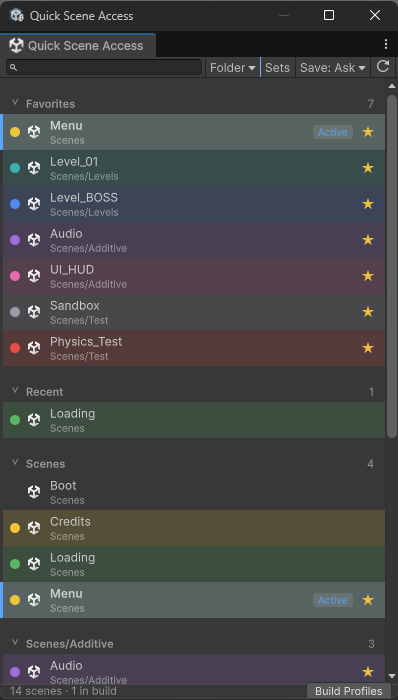 Quick Scene Access
Quick Scene Access
Folder Sets Save: Ask
Favorites 7
Menu Active
Scenes
Level_01
Scenes/Levels
Level_BOSS
Scenes/Levels
Audio
Scenes/Additive
UI_HUD
Scenes/Additive
Sandbox
Scenes/Test
Physics_Test
Scenes/Test
Recent 1
Loading
Scenes
Scenes 4
Boot
Scenes
Credits
Scenes
Loading
Scenes
Menu Active
Scenes
Scenes/Additive 3
Audio
Scenes/Additive
14 scenes · 1 in build Build Profiles